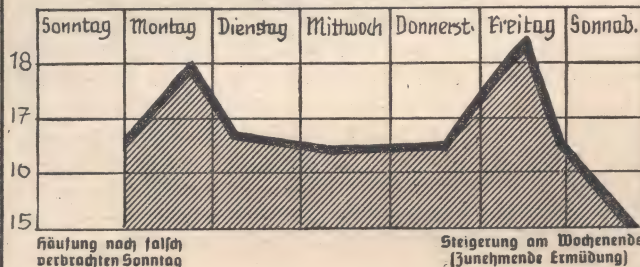 Sonntag Montag Dienstag Mittwoch Donnerst. Freitag Sonnab.
18
17
16
15
Häufung nach falsch
verbrachten Sonntag
Steigerung am Wochenende
(Zunehmende Ermüdung)